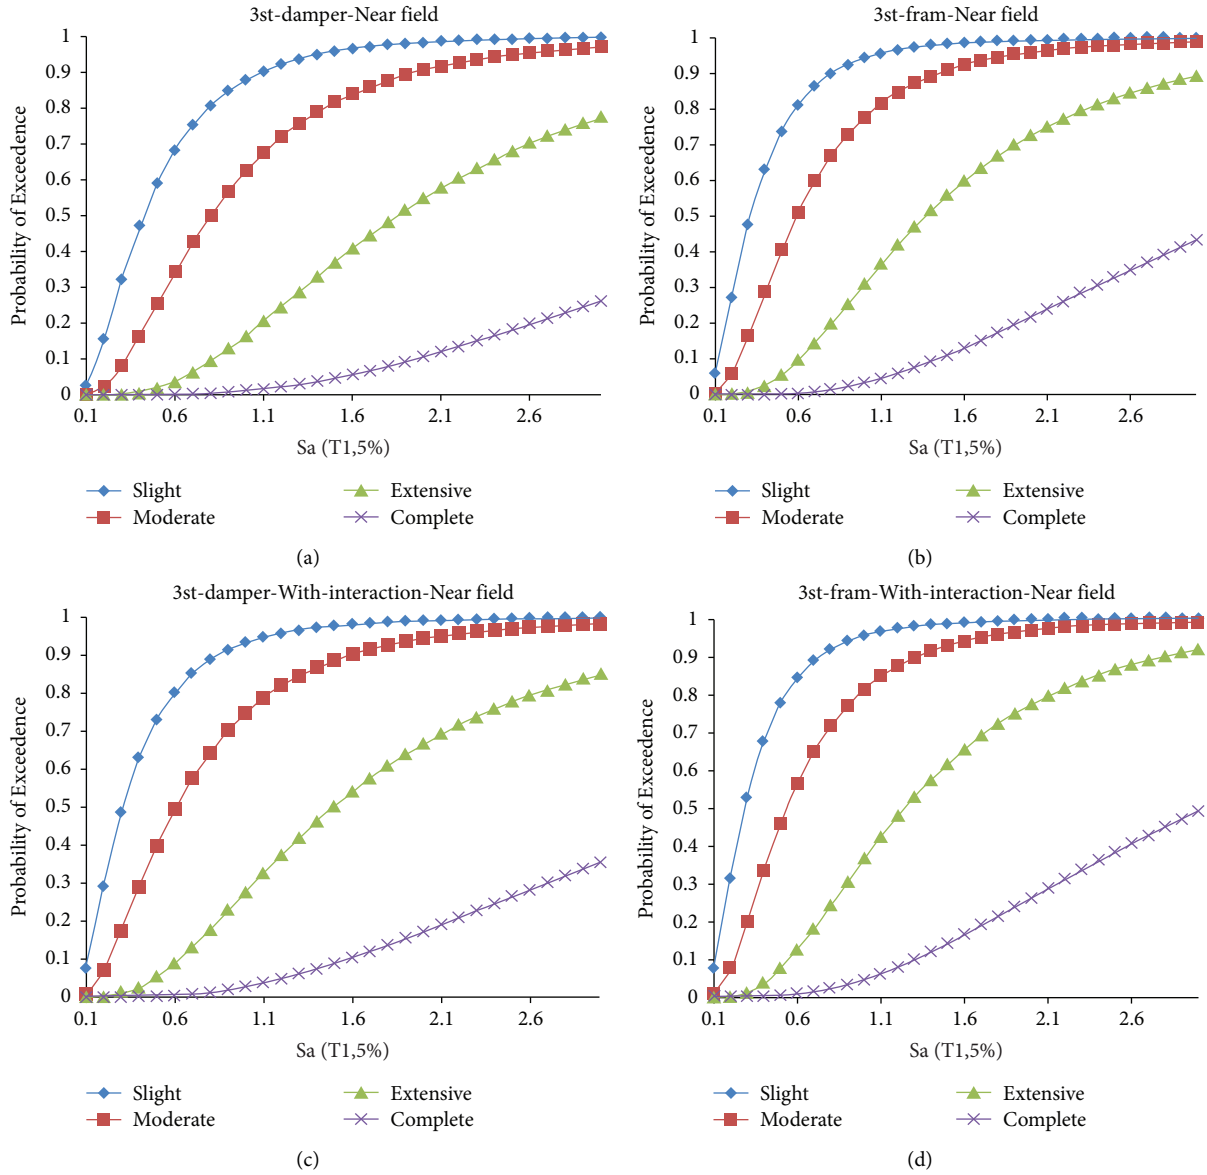 3st-damper-Near field
Probability of Exceedence
1
0.9
0.8
0.7
0.6
0.5
0.4
0.3
0.2
0.1
0
0.1 0.6 1.1 1.6 2.1 2.6
Sa (T1,5%)
Slight Extensive
Moderate Complete
(a)
3st-fram-Near field
Probability of Exceedence
1
0.9
0.8
0.7
0.6
0.5
0.4
0.3
0.2
0.1
0
0.1 0.6 1.1 1.6 2.1 2.6
Sa (T1,5%)
Slight Extensive
Moderate Complete
(b)
3st-damper-With-interaction-Near field
Probability of Exceedence
1
0.9
0.8
0.7
0.6
0.5
0.4
0.3
0.2
0.1
0
0.1 0.6 1.1 1.6 2.1 2.6
Sa (T1,5%)
Slight Extensive
Moderate Complete
(c)
3st-fram-With-interaction-Near field
Probability of Exceedence
1
0.9
0.8
0.7
0.6
0.5
0.4
0.3
0.2
0.1
0
0.1 0.6 1.1 1.6 2.1 2.6
Sa (T1,5%)
Slight Extensive
Moderate Complete
(d)